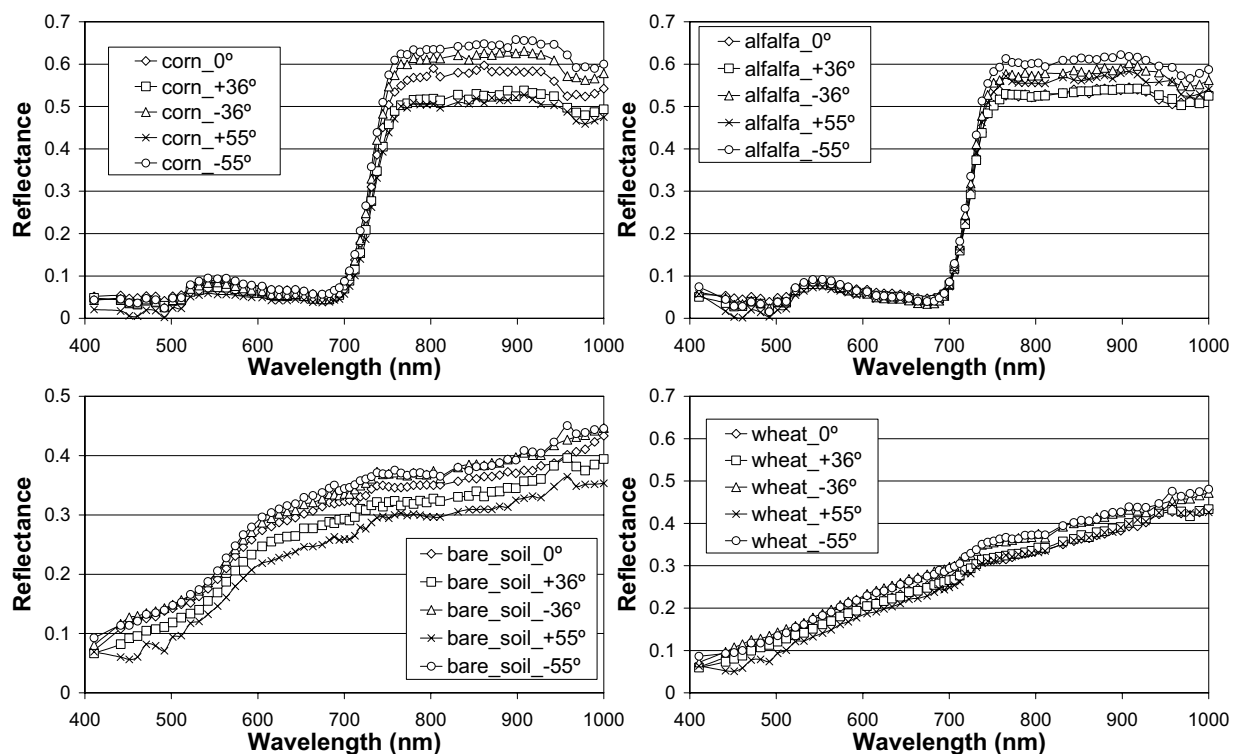 0.7
0.6
0.5
0.4
0.3
0.2
0.1
0
Reflectance
corn_0º
corn_+36º
corn_-36º
corn_+55º
corn_-55º
400 500 600 700 800 900 1000
Wavelength (nm)
0.7
0.6
0.5
0.4
0.3
0.2
0.1
0
Reflectance
alfalfa_0º
alfalfa_+36º
alfalfa_-36º
alfalfa_+55º
alfalfa_-55º
400 500 600 700 800 900 1000
Wavelength (nm)
0.5
0.4
0.3
0.2
0.1
0
Reflectance
bare_soil_0º
bare_soil_+36º
bare_soil_-36º
bare_soil_+55º
bare_soil_-55º
400 500 600 700 800 900 1000
Wavelength (nm)
0.7
0.6
0.5
0.4
0.3
0.2
0.1
0
Reflectance
wheat_0º
wheat_+36º
wheat_-36º
wheat_+55º
wheat_-55º
400 500 600 700 800 900 1000
Wavelength (nm)